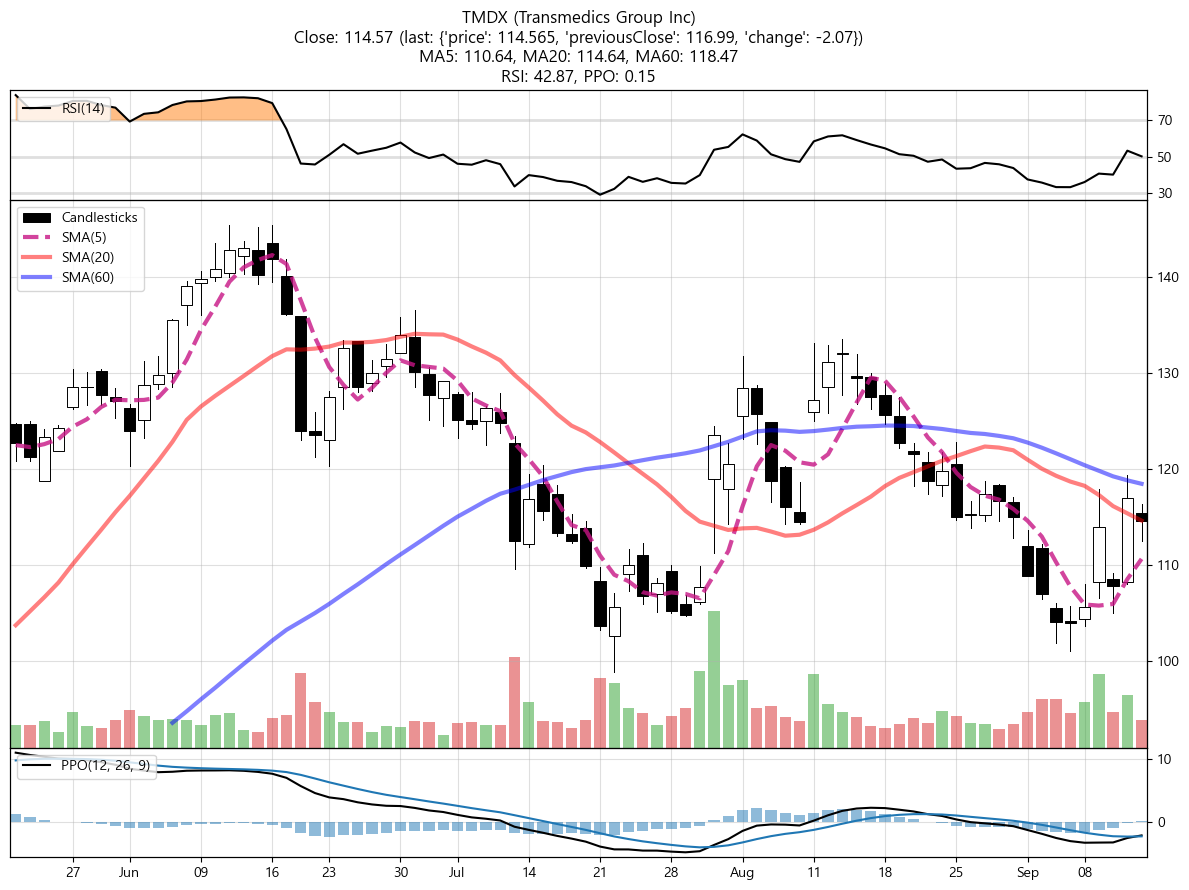 TMDX (Transmedics Group Inc)
Close: 114.57 (last: {'price': 114.565, 'previousClose': 116.99, 'change': -2.07})
MA5: 110.64, MA20: 114.64, MA60: 118.47
RSI: 42.87, PPO: 0.15
RSI(14)
70
50
30
Candlesticks
SMA(5)
SMA(20)
SMA(60)
140
130
120
110
100
PPO(12, 26, 9)
10
0
27 Jun 09 16 23 30 Jul 14 21 28 Aug 11 18 25 Sep 08